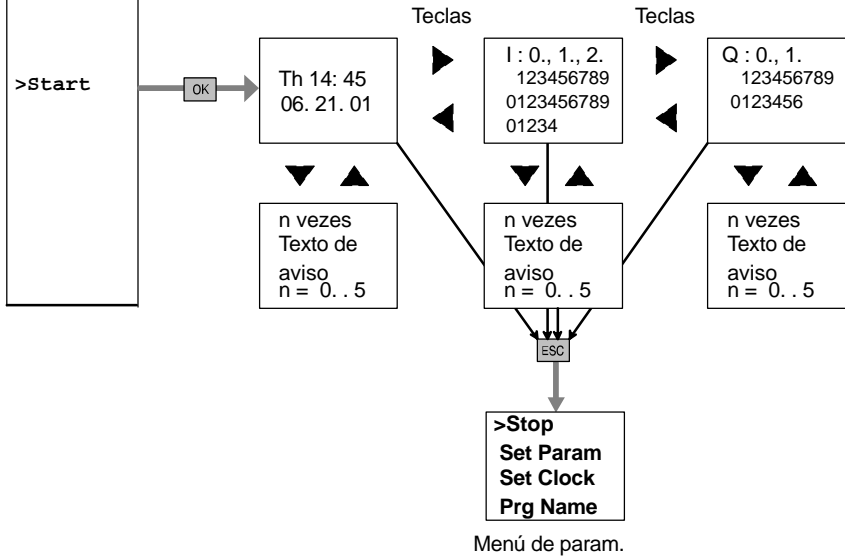 Teclas
Teclas
>Start
OK
Th 14: 45
06. 21. 01
I : 0., 1., 2.
123456789
0123456789
01234
Q : 0., 1.
123456789
0123456
n vezes
Texto de
aviso
n = 0. . 5
n vezes
Texto de
aviso
n = 0. . 5
n vezes
Texto de
aviso
n = 0. . 5
ESC
>Stop
Set Param
Set Clock
Prg Name
Menú de param.